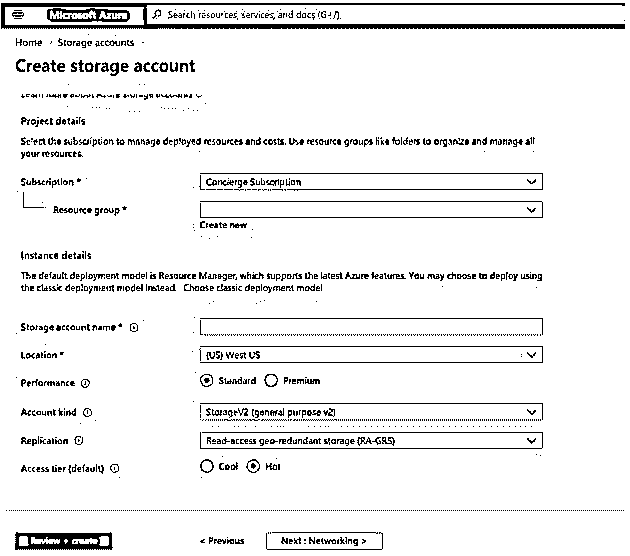 Microsoft Azure
Search resources, services, and docs (G+/)
Home > Storage accounts >
Create storage account
Project details
Select the subscription to manage deployed resources and costs. Use resource groups like folders to organize and manage all
your resources.
Subscription *
Concierge Subscription
Resource group *
Create new
Instance details
The default deployment model is Resource Manager, which supports the latest Azure features. You may choose to deploy using
the classic deployment model instead. Choose classic deployment model
Storage account name *
Location *
(US) West US
Performance
Standard Premium
Account kind
StorageV2 (general purpose v2)
Replication
Read-access geo-redundant storage (RA-GRS)
Access tier (default)
Cool Hot
Review + create
< Previous
Next : Networking >